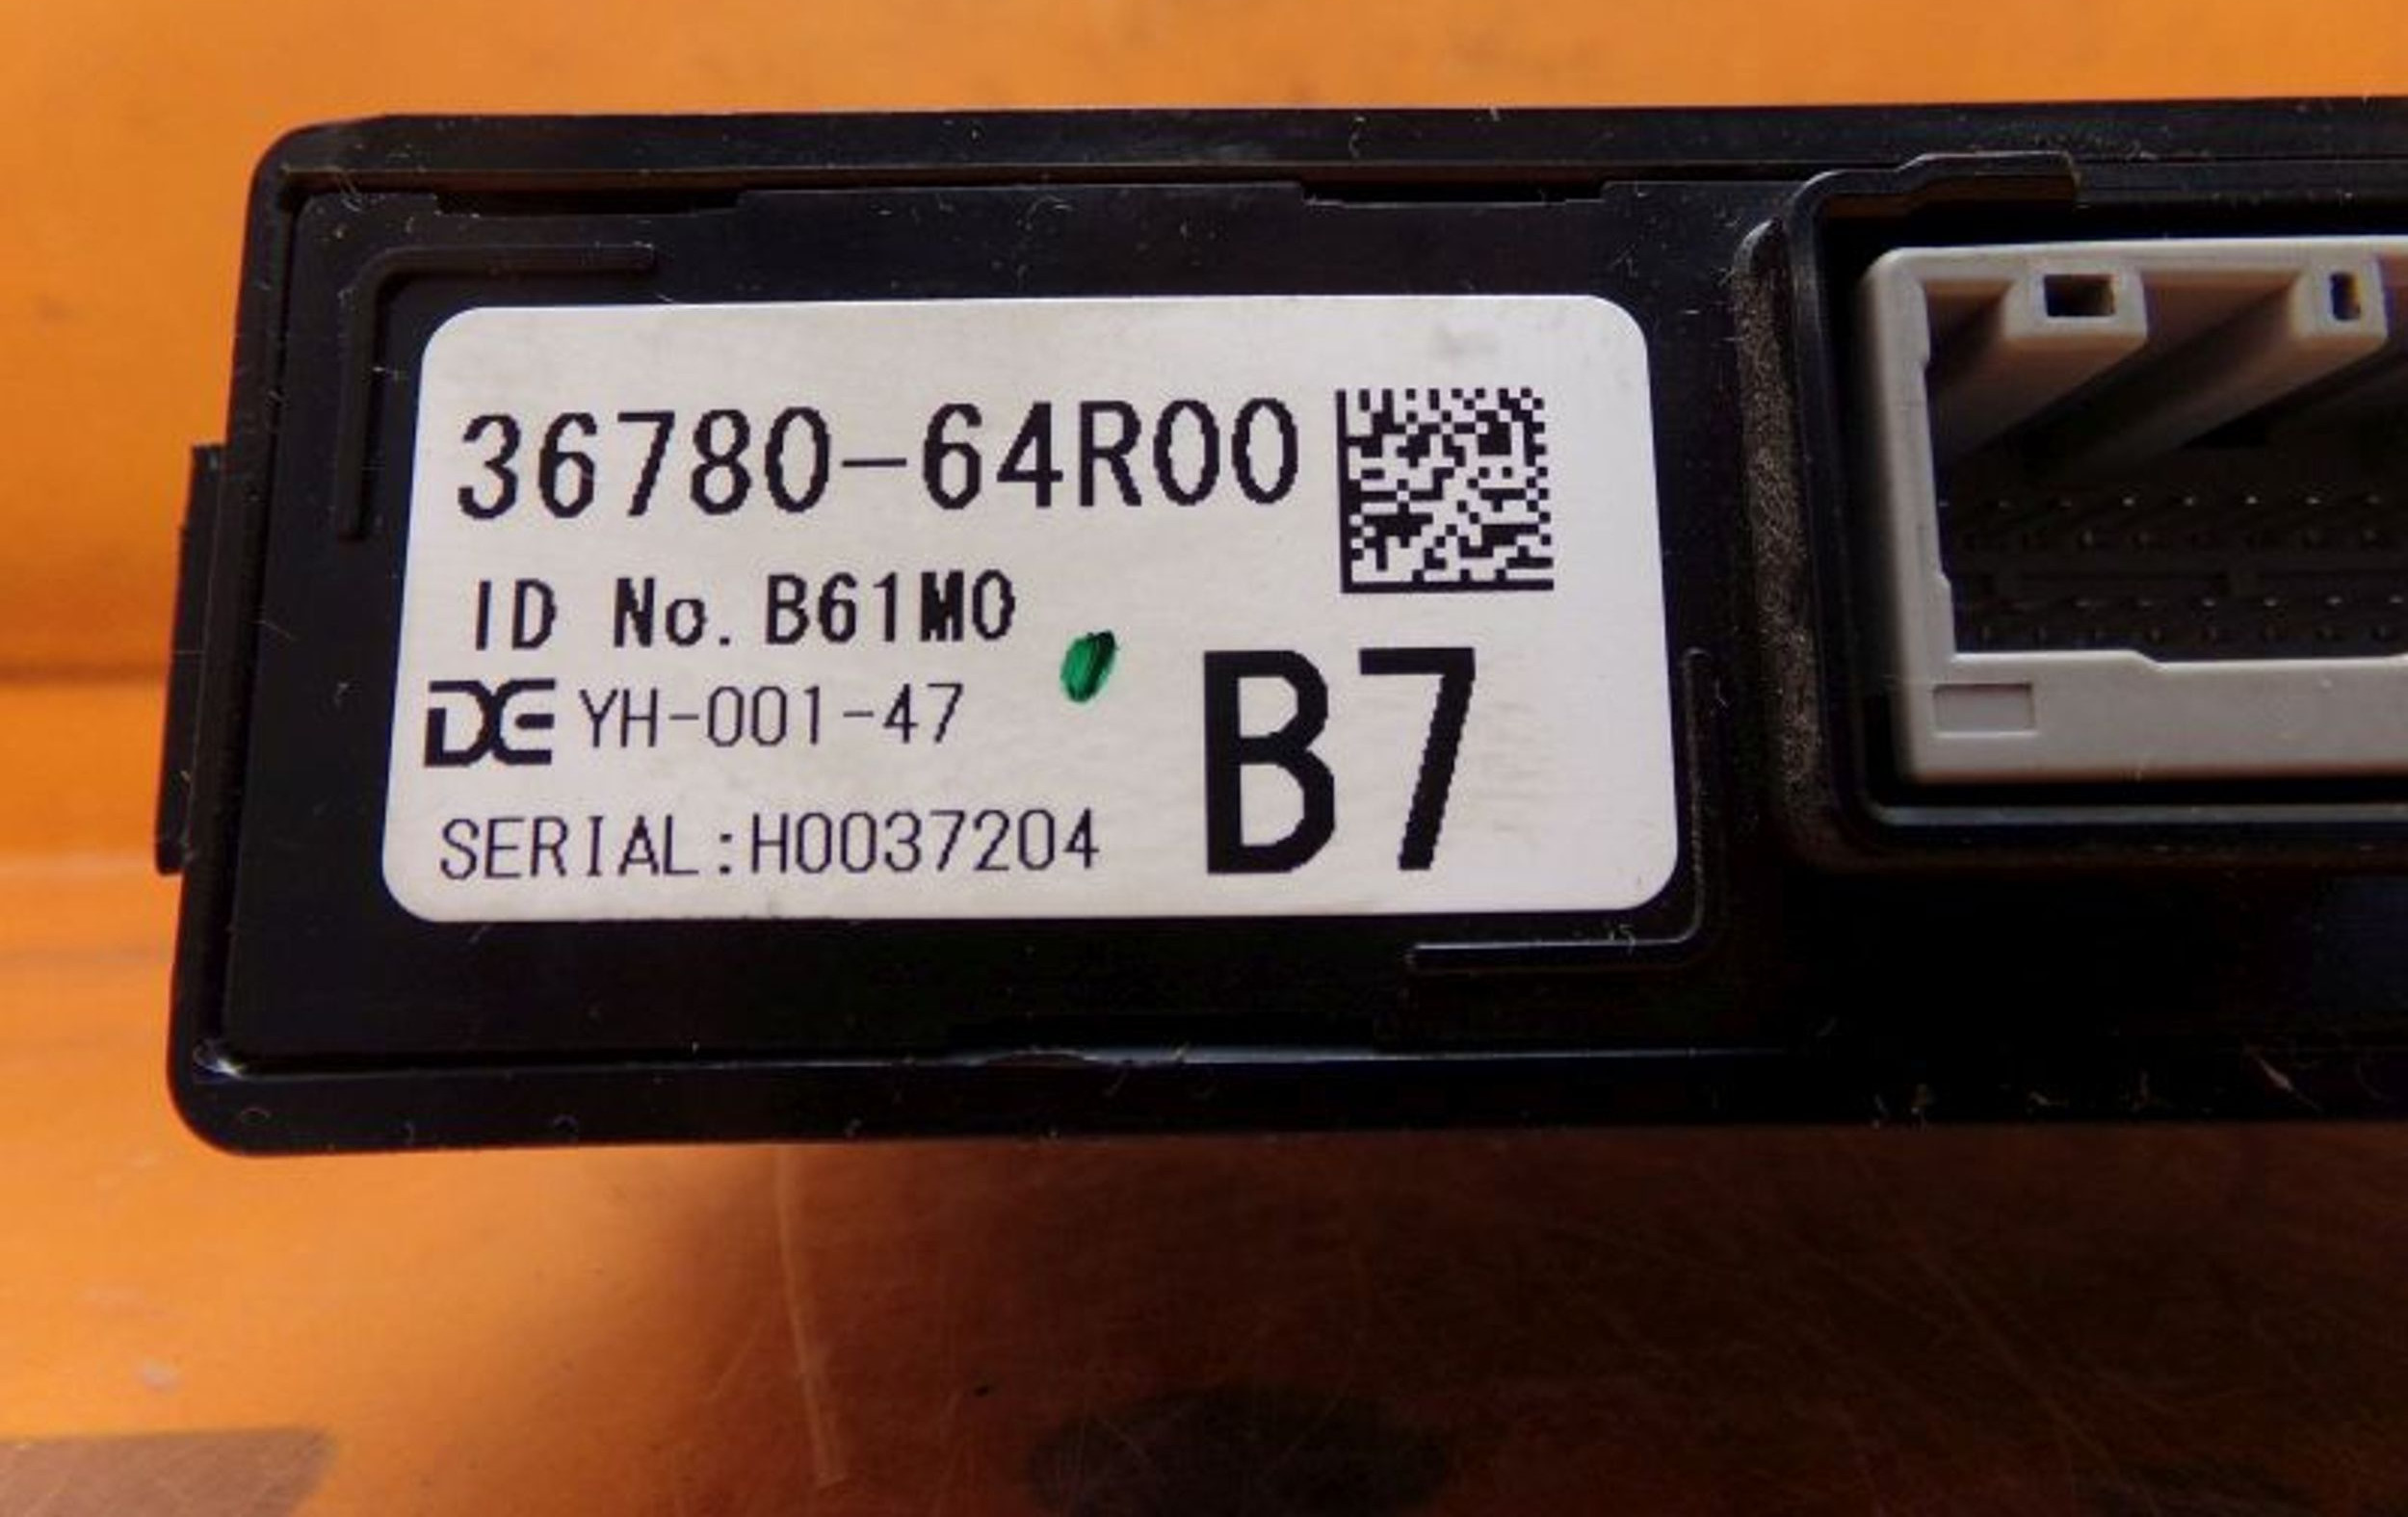 36780-64R00
ID No. B61M0
DE YH-001-47
B7
SERIAL:H0037204